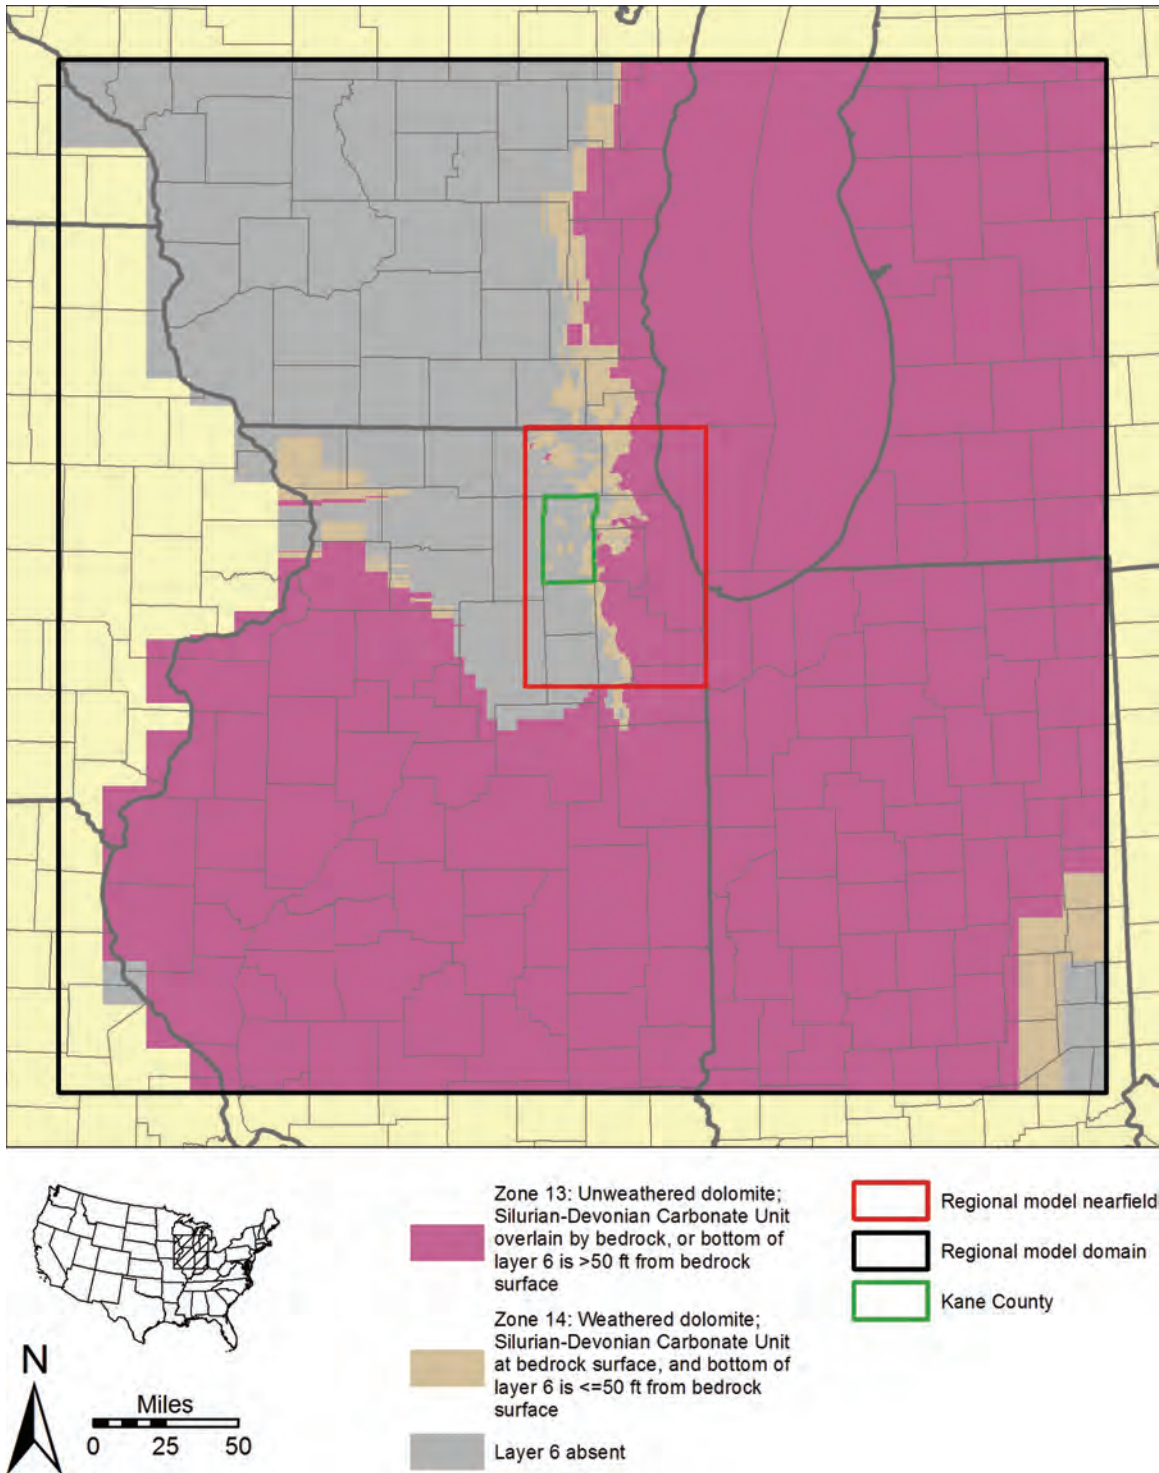 Zone 13: Unweathered dolomite;
Silurian-Devonian Carbonate Unit
overlain by bedrock, or bottom
of layer 6 is >50 ft from bedrock
surface
Zone 14: Weathered dolomite;
Silurian-Devonian Carbonate Unit
at bedrock surface, and bottom of
layer 6 is <=50 ft from bedrock
surface
Layer 6 absent
Regional model nearfield
Regional model domain
Kane County
N
Miles
0 25 50